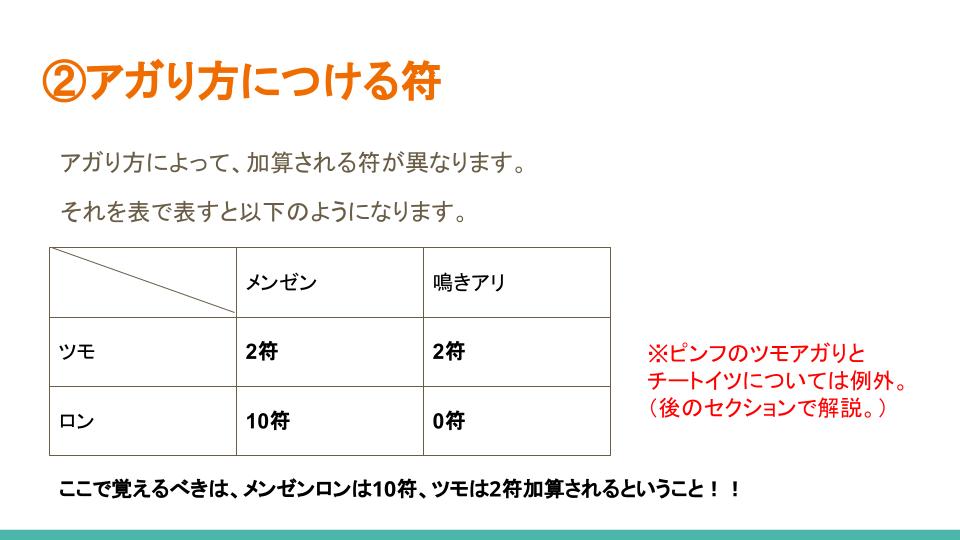 ②アガり方につける符
アガり方によって、加算される符が異なります。
それを表で表すと以下のようになります。
メンゼン 鳴きアリ
ツモ 2符 2符
ロン 10符 0符
※ピンフのツモアガりと
チートイツについては例外。
（後のセクションで解説。）
ここで覚えるべきは、メンゼンロンは10符、ツモは2符加算されるということ！！